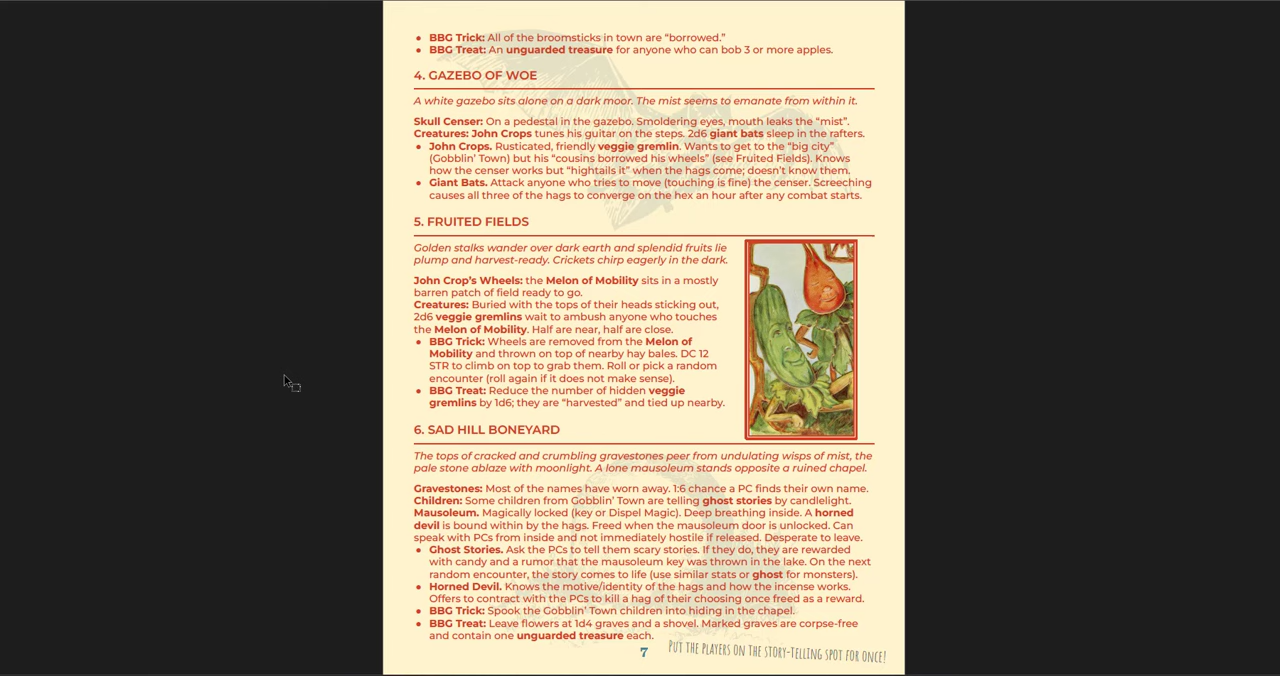 • BBG Trick: All of the broomsticks in town are “borrowed.”
• BBG Treat: An unguarded treasure for anyone who can bob 3 or more apples.
4. GAZEBO OF WOE
A white gazebo sits alone on a dark moor. The mist seems to emanate from within it.
Skull Censer: On a pedestal in the gazebo. Smoldering eyes, mouth leaks the “mist”.
Creatures: John Crops tunes his guitar on the steps. 2d6 giant bats sleep in the rafters.
• John Crops. Rusticated, friendly veggie gremlin. Wants to get to the “big city”
(Gobblin’ Town) but his “cousins borrowed his wheels” (see Fruited Fields). Knows
how the censer works but “hightails it” when the hags come; doesn’t know them.
• Giant Bats. Attack anyone who tries to move (touching is fine) the censer. Screeching
causes all three of the hags to converge on the hex an hour after any combat starts.
5. FRUITED FIELDS
Golden stalks wander over dark earth and splendid fruits lie
plump and harvest-ready. Crickets chirp eagerly in the dark.
John Crop’s Wheels: the Melon of Mobility sits in a mostly
barren patch of field ready to go.
Creatures: Buried with the tops of their heads sticking out,
2d6 veggie gremlins wait to ambush anyone who touches
the Melon of Mobility. Half are near, half are close.
• BBG Trick: Wheels are removed from the Melon of
Mobility and thrown on top of nearby hay bales. DC 12
STR to climb on top to grab them. Roll or pick a random
encounter (roll again if it does not make sense).
• BBG Treat: Reduce the number of hidden veggie
gremlins by 1d6; they are “harvested” and tied up nearby.
6. SAD HILL BONEYARD
The tops of cracked and crumbling gravestones peer from undulating wisps of mist, the
pale stone ablaze with moonlight. A lone mausoleum stands opposite a ruined chapel.
Gravestones: Most of the names have worn away. 1:6 chance a PC finds their own name.
Children: Some children from Gobblin’ Town are telling ghost stories by candlelight.
Mausoleum. Magically locked (key or Dispel Magic). Deep breathing inside. A horned
devil is bound within by the hags. Freed when the mausoleum door is unlocked. Can
speak with PCs from inside and not immediately hostile if released. Desperate to leave.
• Ghost Stories. Ask the PCs to tell them scary stories. If they do, they are rewarded
with candy and a rumor that the mausoleum key was thrown in the lake. On the next
random encounter, the story comes to life (use similar stats or ghost for monsters).
• Horned Devil. Knows the motive/identity of the hags and how the incense works.
Offers to contract with the PCs to kill a hag of their choosing once freed as a reward.
• BBG Trick: Spook the Gobblin’ Town children into hiding in the chapel.
• BBG Treat: Leave flowers at 1d4 graves and a shovel. Marked graves are corpse-free
and contain one unguarded treasure each.
7
PUT THE PLAYERS ON THE STORY-TELLING SPOT FOR ONCE!